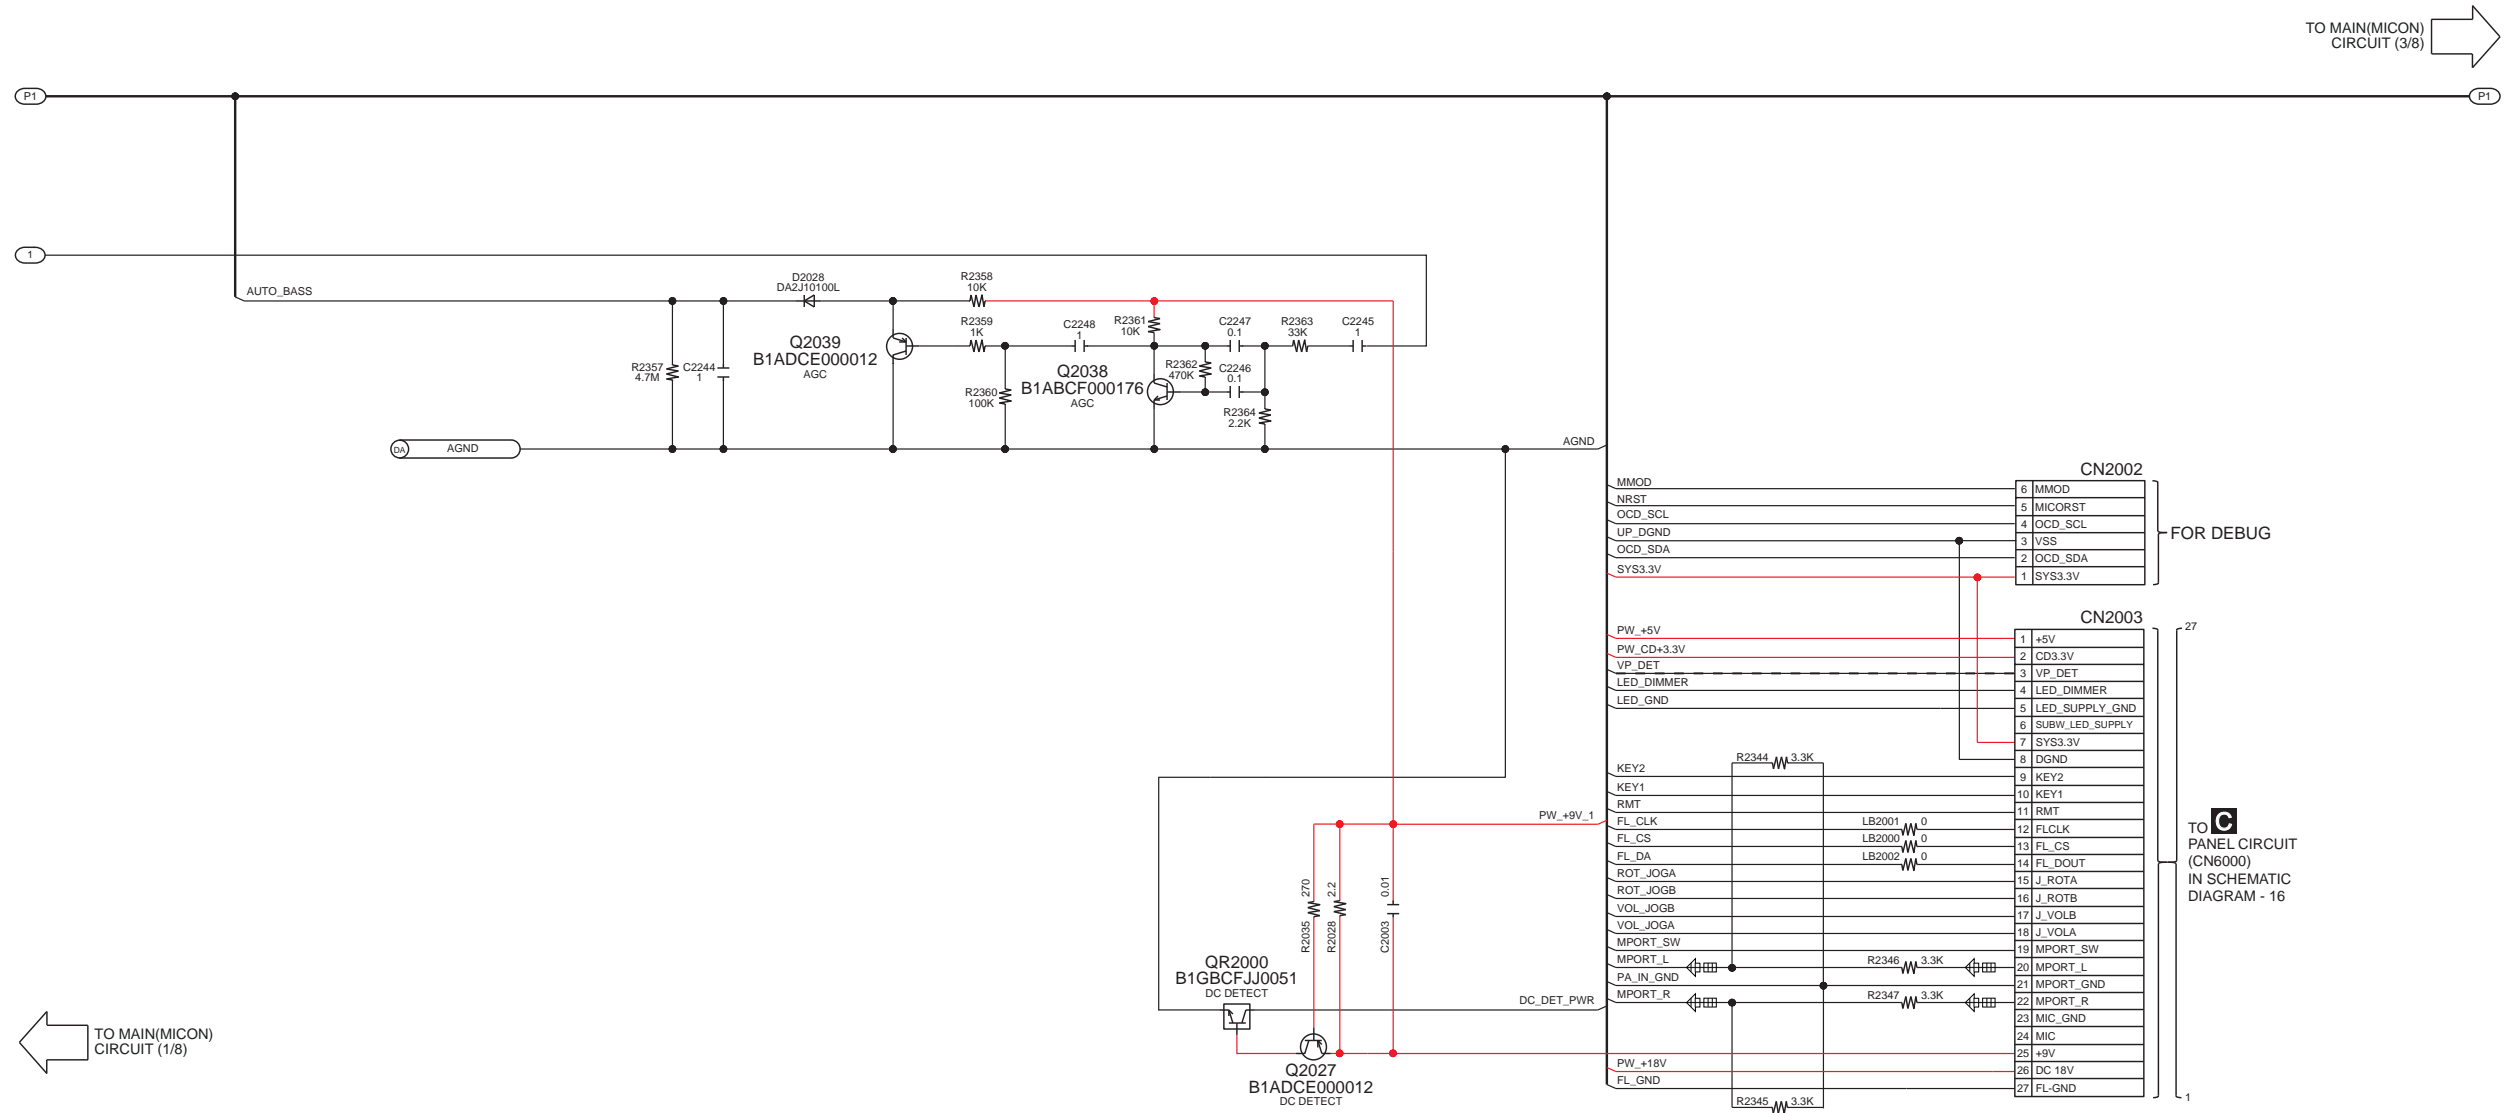 TO MAIN(MICON)
CIRCUIT (3/8)
P1
P1
1
AUTO_BASS
D2028
DA2J10100L
R2358
10K
R2359
1K
C2248
1
R2361
10K
C2247
0.1
R2363
33K
C2245
1
Q2039
B1ADCE000012
AGC
R2357
4.7M
C2244
1
Q2038
B1ABCF000176
AGC
R2362
470K
C2246
0.1
R2360
100K
R2364
2.2K
DA
AGND
AGND
CN2002
MMOD
6 MMOD
NRST
5 MICORST
OCD_SCL
4 OCD_SCL
UP_DGND
3 VSS
OCD_SDA
2 OCD_SDA
SYS3.3V
1 SYS3.3V
FOR DEBUG
CN2003
27
PW_+5V
1 +5V
PW_CD+3.3V
2 CD3.3V
VP_DET
3 VP_DET
LED_DIMMER
4 LED_DIMMER
LED_GND
5 LED_SUPPLY_GND
6 SUBW_LED_SUPPLY
7 SYS3.3V
R2344 3.3K
8 DGND
KEY2
9 KEY2
KEY1
10 KEY1
RMT
11 RMT
PW_+9V_1
FL_CLK
LB2001 0
12 FLCLK
FL_CS
LB2000 0
13 FL_CS
FL_DA
LB2002 0
14 FL_DOUT
ROT_JOGA
15 J_ROTA
ROT_JOGB
16 J_ROTB
VOL_JOGB
17 J_VOLB
VOL_JOGA
18 J_VOLA
MPORT_SW
19 MPORT_SW
MPORT_L
R2346 3.3K
20 MPORT_L
PA_IN_GND
21 MPORT_GND
MPORT_R
R2347 3.3K
22 MPORT_R
23 MIC_GND
24 MIC
25 +9V
PW_+18V
26 DC 18V
FL_GND
27 FL-GND
R2345 3.3K
1
TO C
PANEL CIRCUIT
(CN6000)
IN SCHEMATIC
DIAGRAM - 16
R2035 270
R2028 2.2
C2003 0.01
QR2000
B1GBCFJJ0051
DC DETECT
DC_DET_PWR
Q2027
B1ADCE000012
DC DETECT
TO MAIN(MICON)
CIRCUIT (1/8)